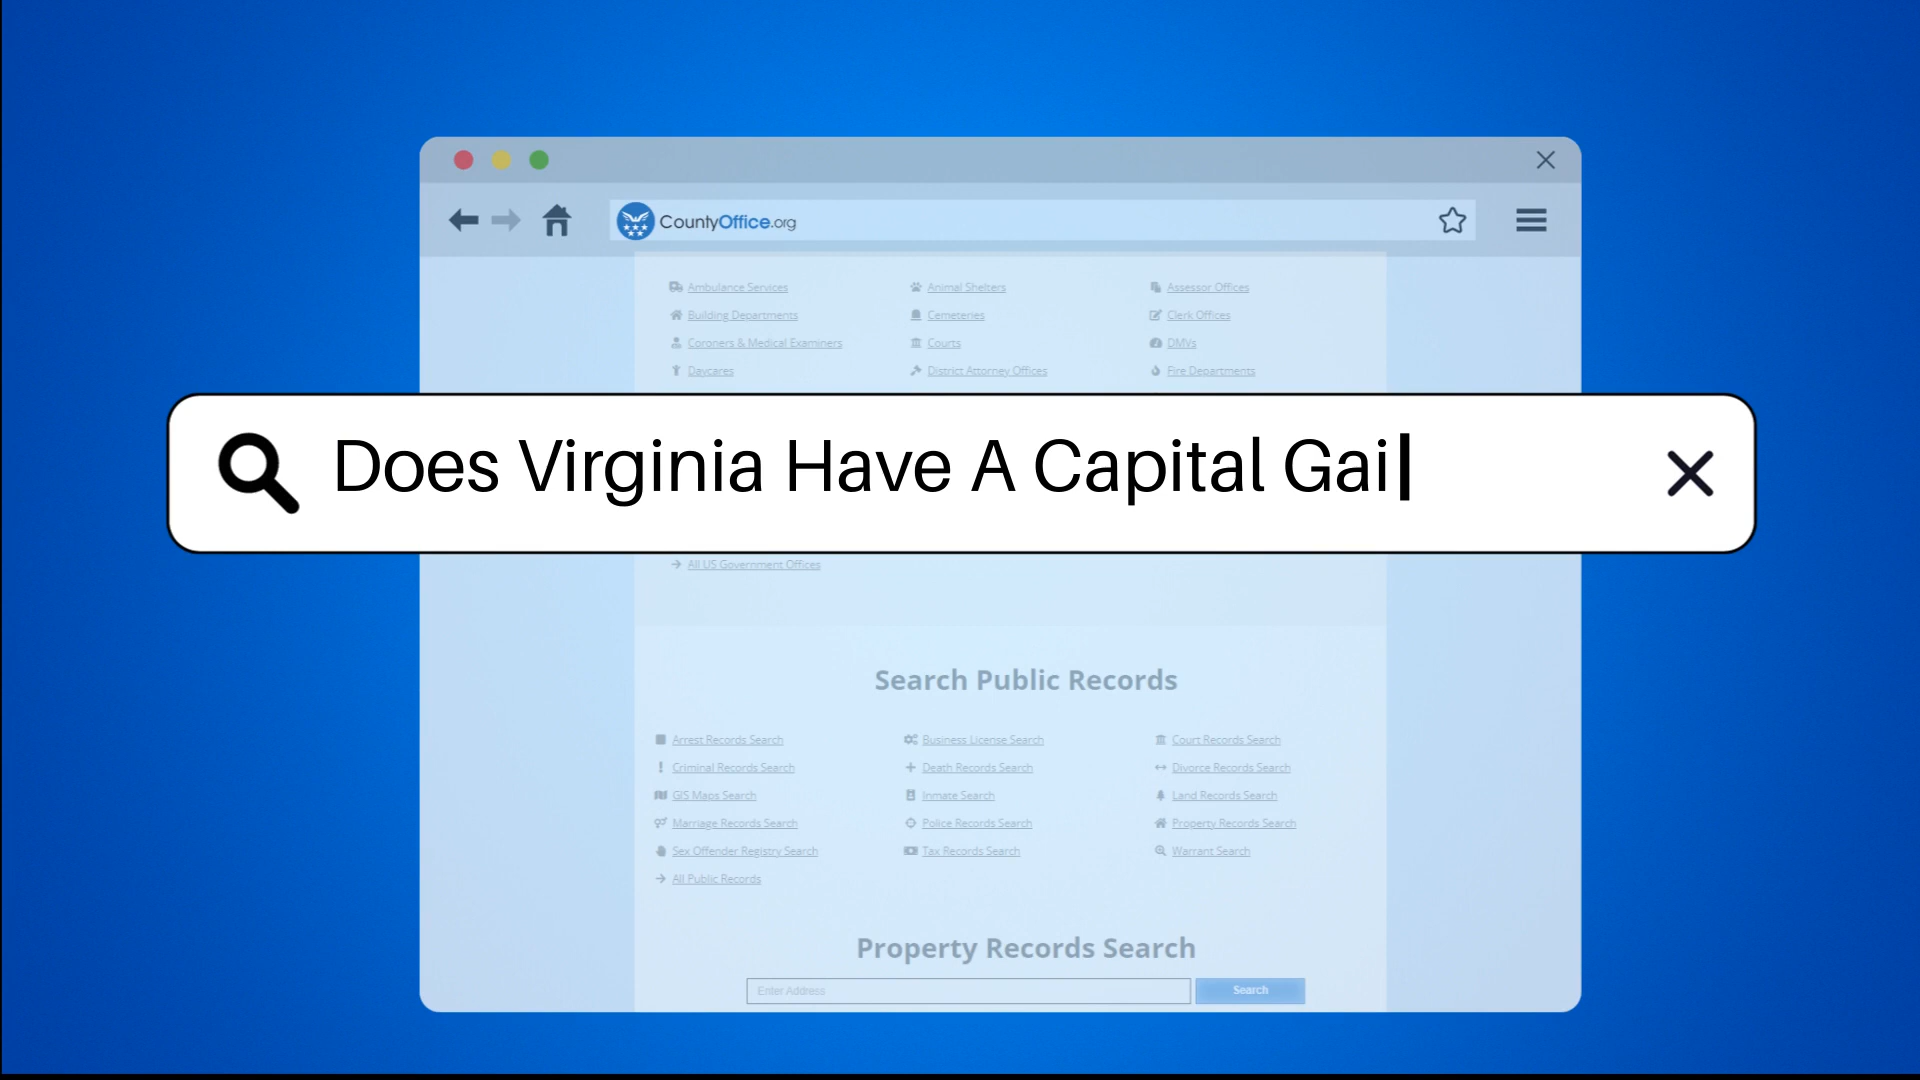 CountyOffice.org
Ambulance Services Animal Shelters Assessor Offices
Building Departments Cemeteries Clerk Offices
Coroners & Medical Examiners Courts DMVs
Daycares District Attorney Offices Fire Departments
Does Virginia Have A Capital Gai
All US Government Offices
Search Public Records
Arrest Records Search Business License Search Court Records Search
Criminal Records Search Death Records Search Divorce Records Search
GIS Maps Search Inmate Search Land Records Search
Marriage Records Search Police Records Search Property Records Search
Sex Offender Registry Search Tax Records Search Warrant Search
All Public Records
Property Records Search
Enter Address Search